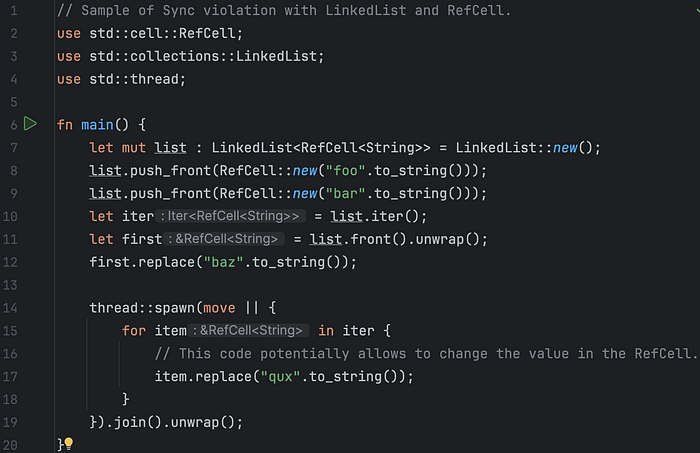 1 // Sample of Sync violation with LinkedList and RefCell.
2 use std::cell::RefCell;
3 use std::collections::LinkedList;
4 use std::thread;
5
6 fn main() {
7 let mut list : LinkedList<RefCell<String>> = LinkedList::new();
8 list.push_front(RefCell::new("foo".to_string()));
9 list.push_front(RefCell::new("bar".to_string()));
10 let iter : Iter<RefCell<String>> = list.iter();
11 let first : &RefCell<String> = list.front().unwrap();
12 first.replace("baz".to_string());
13
14 thread::spawn(move || {
15 for item : &RefCell<String> in iter {
16 // This code potentially allows to change the value in the RefCell.
17 item.replace("qux".to_string());
18 }
19 }).join().unwrap();
20 }